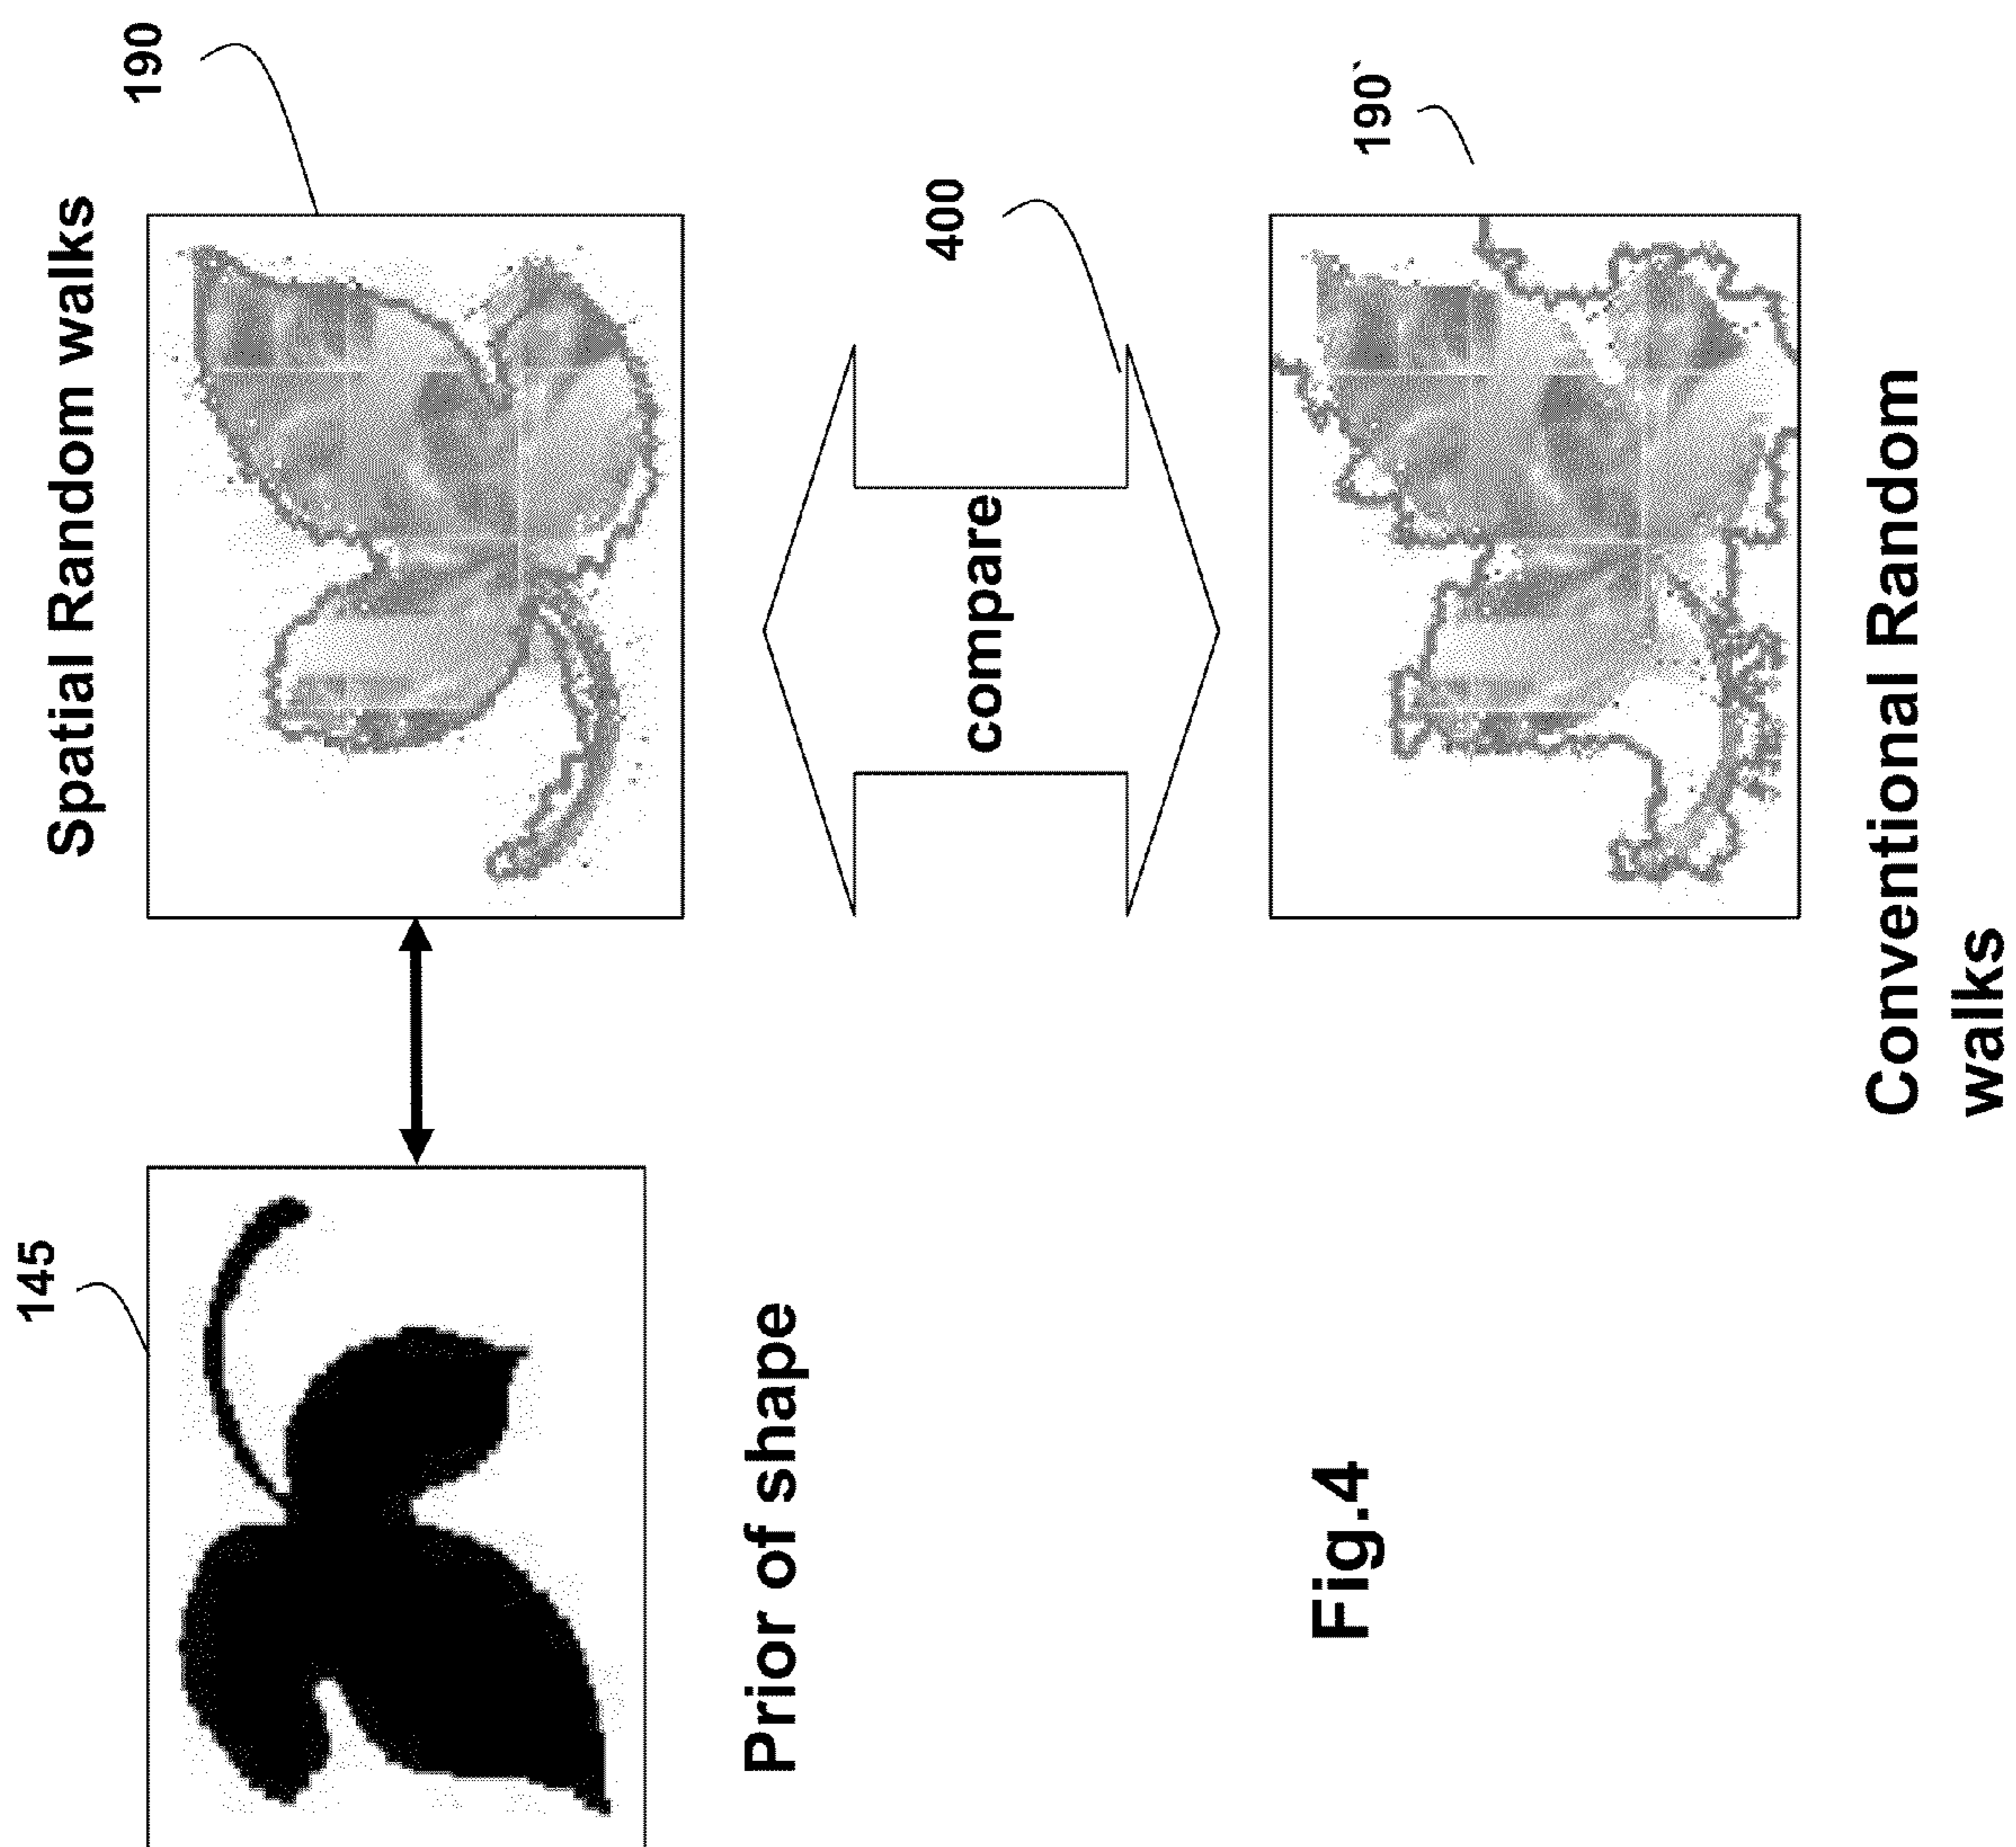 145
Prior of shape
Spatial Random walks
190
400
compare
190`
Conventional Random
walks
Fig.4